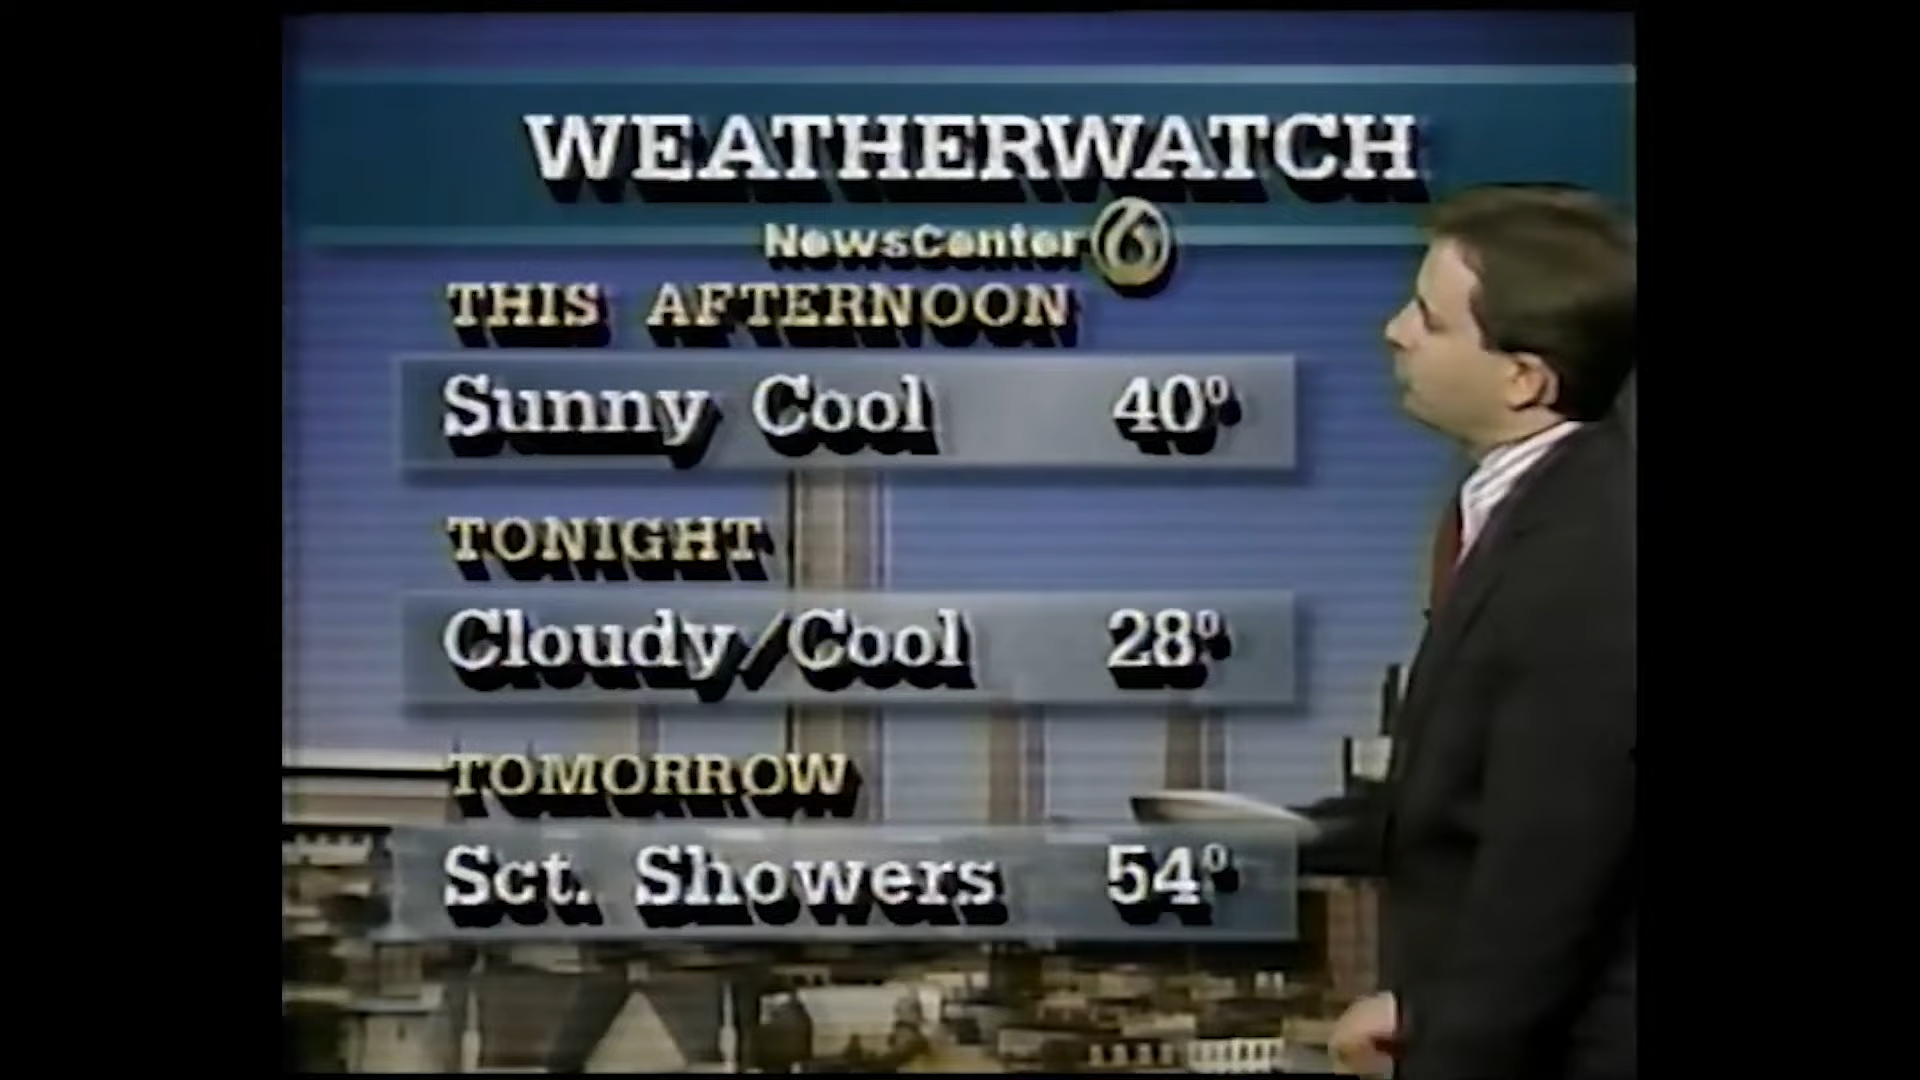 WEATHERWATCH
NewsCenter 6
THIS AFTERNOON
Sunny Cool 40°
TONIGHT
Cloudy/Cool 28°
TOMORROW
Sct. Showers 54°